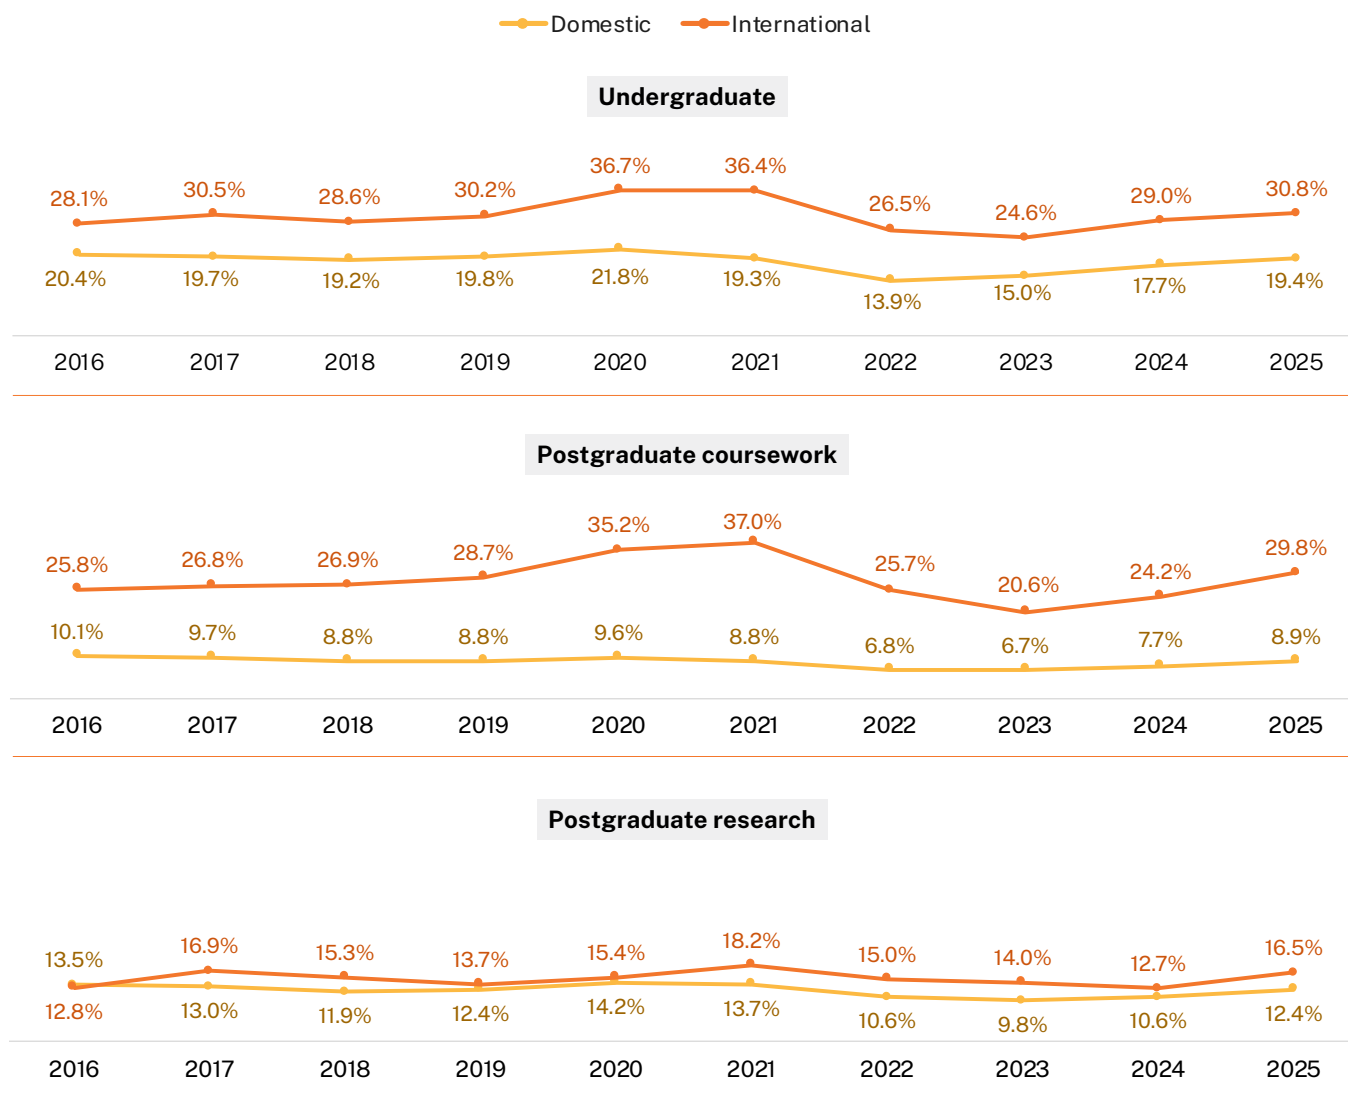 Domestic International
Undergraduate
28.1% 30.5% 28.6% 30.2% 36.7% 36.4% 26.5% 24.6% 29.0% 30.8%
20.4% 19.7% 19.2% 19.8% 21.8% 19.3% 13.9% 15.0% 17.7% 19.4%
2016 2017 2018 2019 2020 2021 2022 2023 2024 2025
Postgraduate coursework
25.8% 26.8% 26.9% 28.7% 35.2% 37.0% 25.7% 20.6% 24.2% 29.8%
10.1% 9.7% 8.8% 8.8% 9.6% 8.8% 6.8% 6.7% 7.7% 8.9%
2016 2017 2018 2019 2020 2021 2022 2023 2024 2025
Postgraduate research
13.5% 16.9% 15.3% 13.7% 15.4% 18.2% 15.0% 14.0% 12.7% 16.5%
12.8% 13.0% 11.9% 12.4% 14.2% 13.7% 10.6% 9.8% 10.6% 12.4%
2016 2017 2018 2019 2020 2021 2022 2023 2024 2025